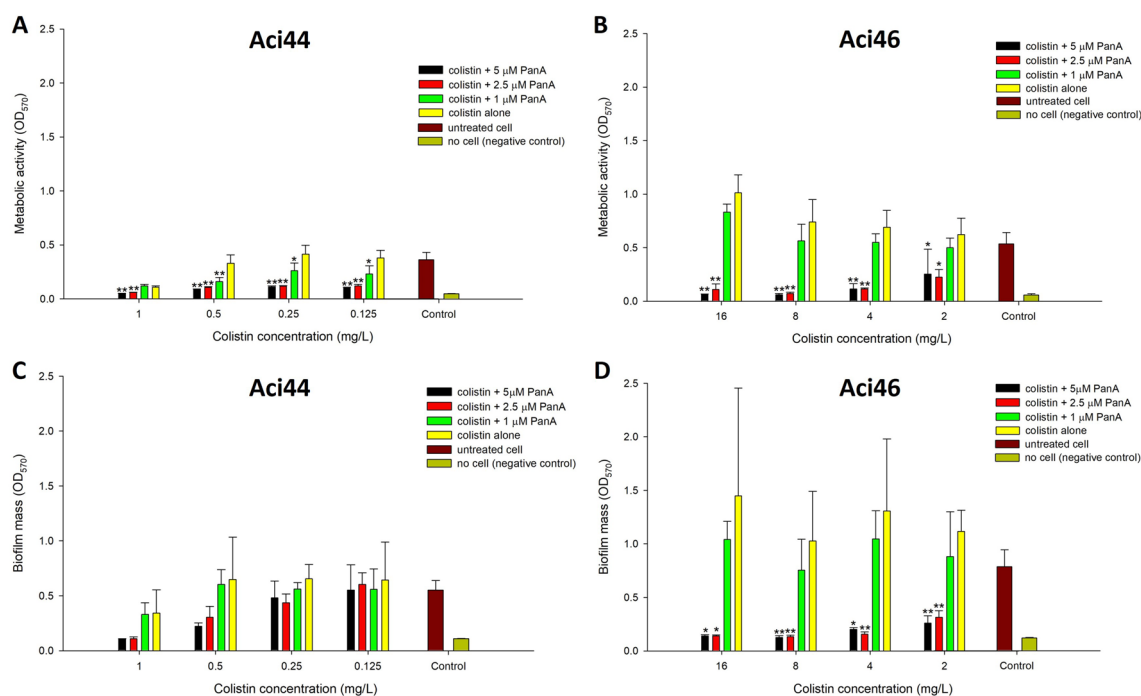 A
Aci44
2.5
2.0
1.5
1.0
0.5
0.0
Metabolic activity (OD570)
colistin + 5 μM PanA
colistin + 2.5 μM PanA
colistin + 1 μM PanA
colistin alone
untreated cell
no cell (negative control)
** **
** ** **
** ** *
** ** *
1 0.5 0.25 0.125 Control
Colistin concentration (mg/L)
B
Aci46
2.5
2.0
1.5
1.0
0.5
0.0
Metabolic activity (OD570)
colistin + 5 μM PanA
colistin + 2.5 μM PanA
colistin + 1 μM PanA
colistin alone
untreated cell
no cell (negative control)
** **
** **
** **
* *
16 8 4 2 Control
Colistin concentration (mg/L)
C
Aci44
2.5
2.0
1.5
1.0
0.5
0.0
Biofilm mass (OD570)
colistin + 5μM PanA
colistin + 2.5 μM PanA
colistin + 1 μM PanA
colistin alone
untreated cell
no cell (negative control)
1 0.5 0.25 0.125 Control
Colistin concentration (mg/L)
D
Aci46
2.5
2.0
1.5
1.0
0.5
0.0
Biofilm mass (OD570)
colistin + 5 μM PanA
colistin + 2.5 μM PanA
colistin + 1 μM PanA
colistin alone
untreated cell
no cell (negative control)
* *
** **
* **
** **
16 8 4 2 Control
Colistin concentration (mg/L)